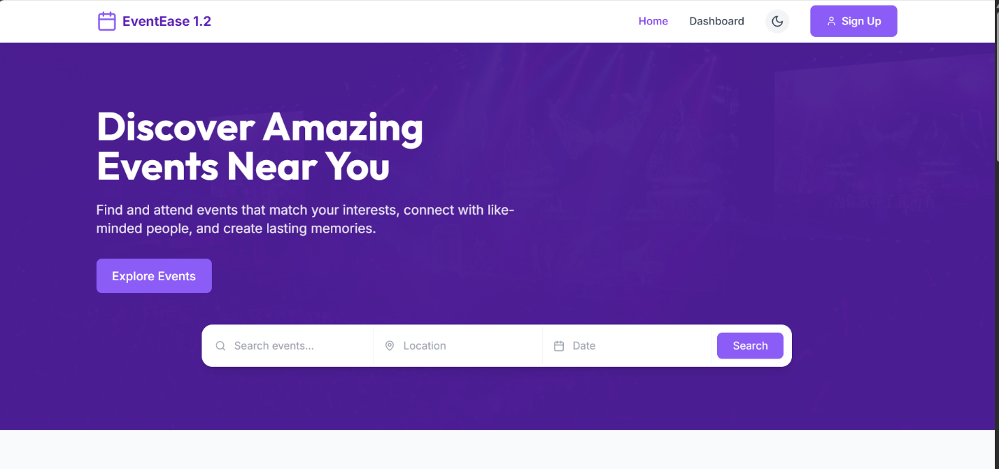 EventEase 1.2
Home
Dashboard
Sign Up
Discover Amazing
Events Near You
Find and attend events that match your interests, connect with like-
minded people, and create lasting memories.
Explore Events
Search events...
Location
Date
Search